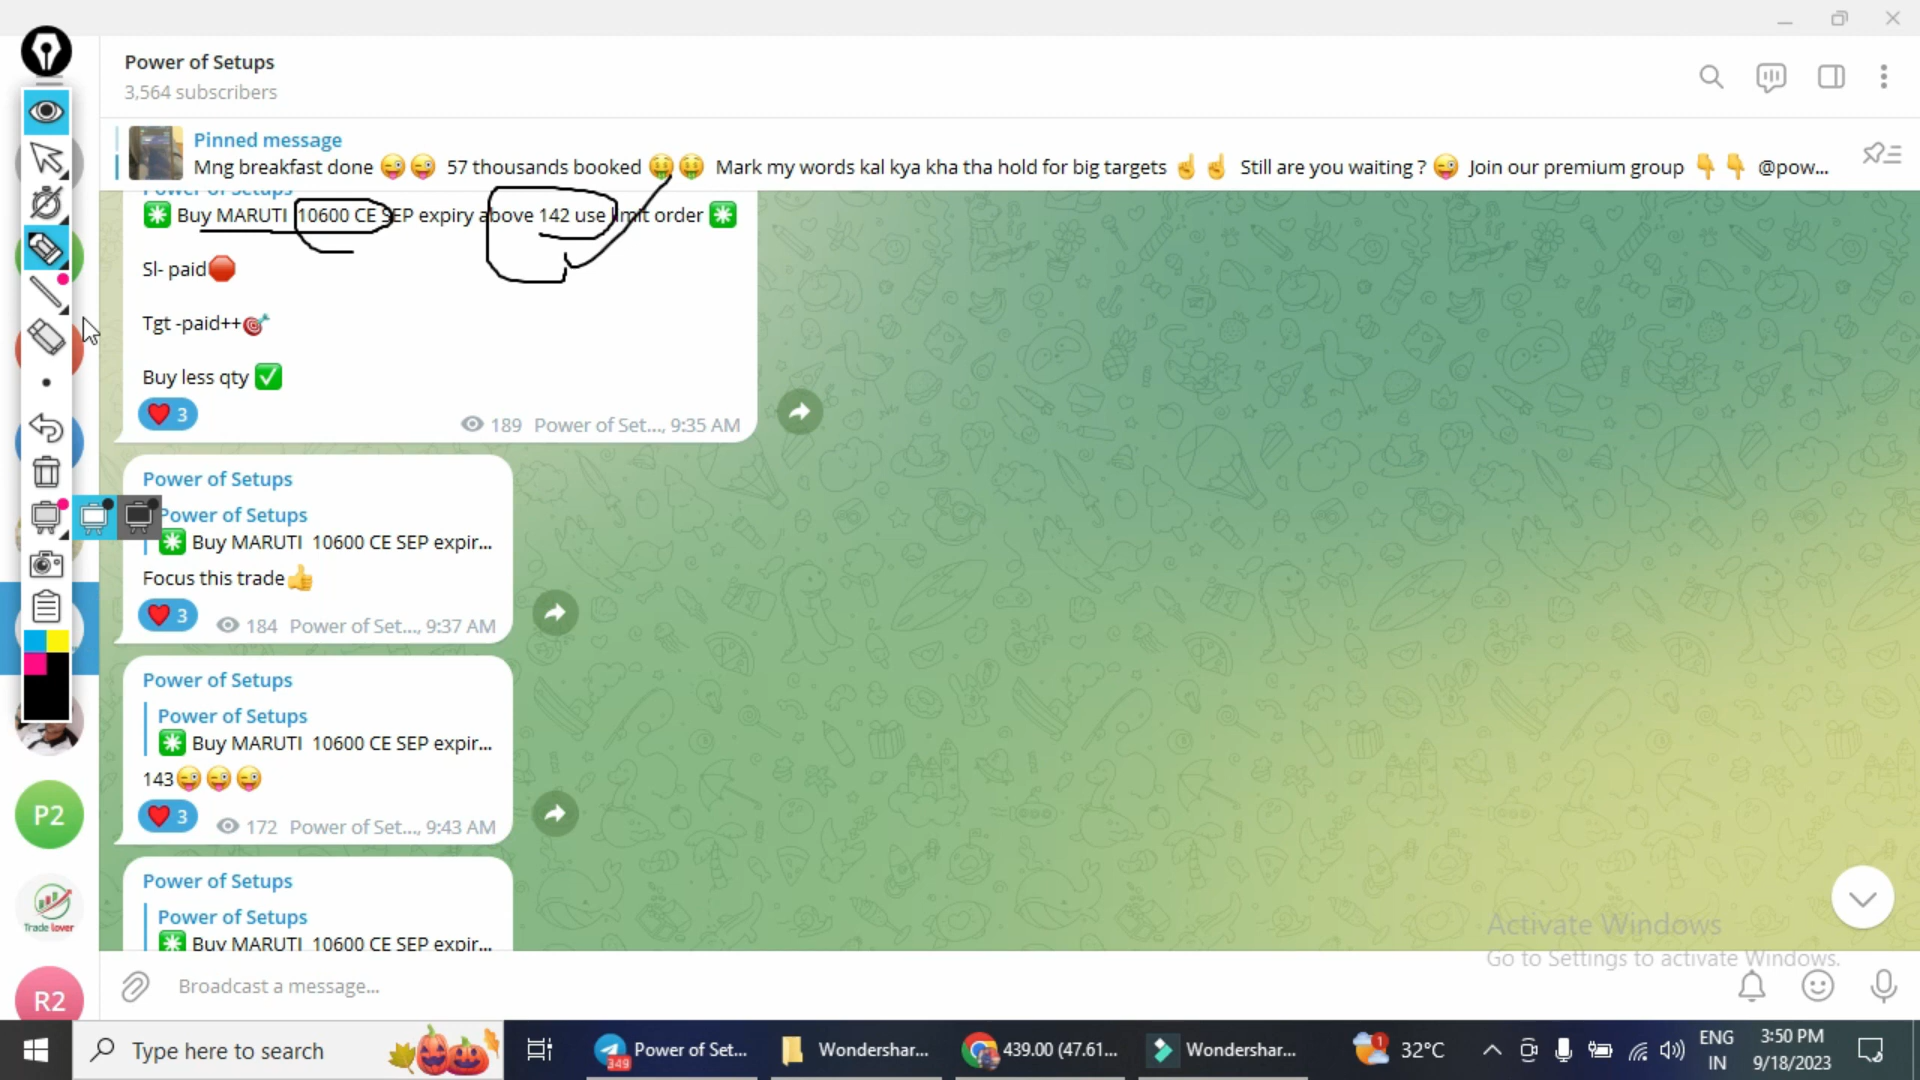 Power of Setups
3,564 subscribers
Pinned message
Mng breakfast done 😜😜 57 thousands booked 🤑🤑 Mark my words kal kya kha tha hold for big targets ☝️☝️ Still are you waiting ? 😜 Join our premium group 👇👇 @pow...
Power of Setups
✳️ Buy MARUTI 10600 CE SEP expiry above 142 use limit order ✳️
Sl- paid🛑
Tgt -paid++🎯
Buy less qty ✅
❤️ 3
189 Power of Set..., 9:35 AM
Power of Setups
Power of Setups
✳️ Buy MARUTI 10600 CE SEP expir...
Focus this trade👍
❤️ 3 184 Power of Set..., 9:37 AM
Power of Setups
Power of Setups
✳️ Buy MARUTI 10600 CE SEP expir...
143😜😜😜
❤️ 3 172 Power of Set..., 9:43 AM
Power of Setups
Power of Setups
✳️ Buy MARUTI 10600 CE SEP expir...
P2
Trade lover
R2
Activate Windows
Go to Settings to activate Windows.
Broadcast a message...
Type here to search
349
Power of Set...
Wondershar...
439.00 (47.61...
Wondershar...
1
32°C
ENG
IN
3:50 PM
9/18/2023